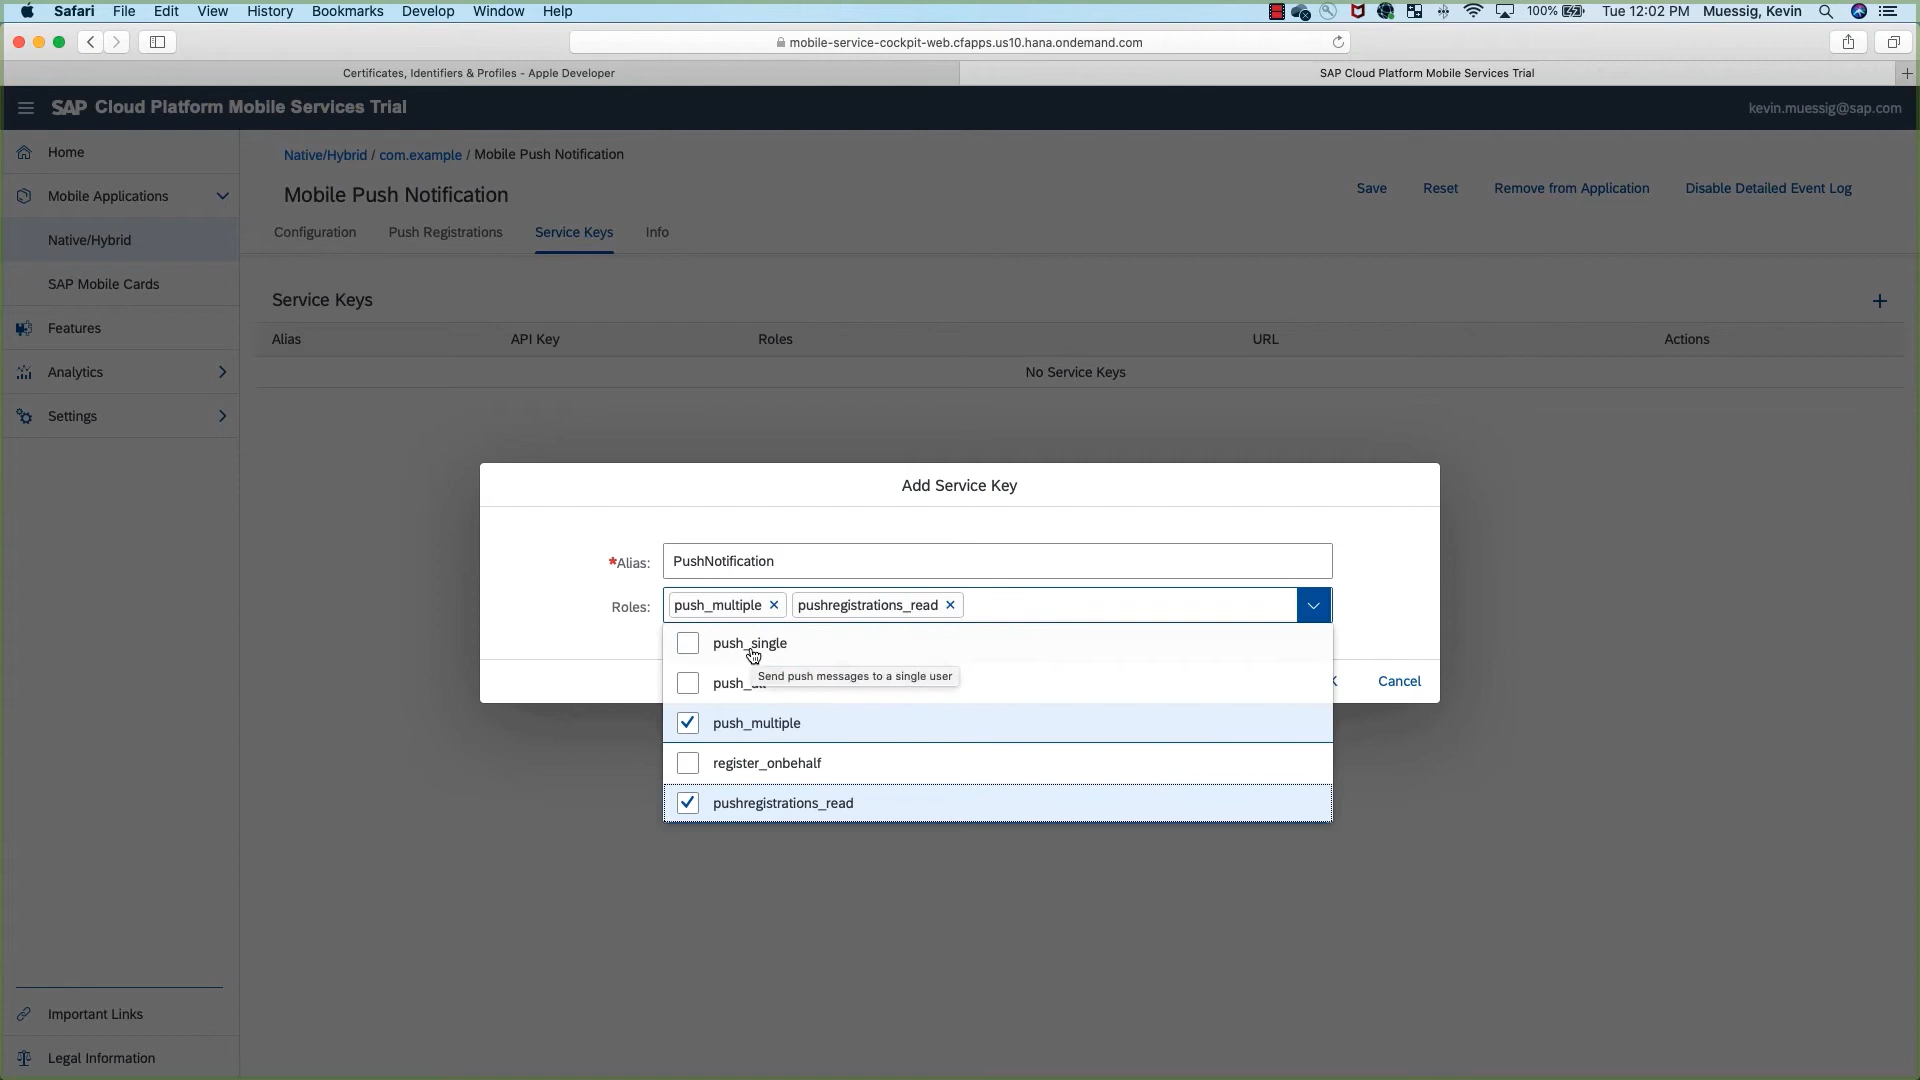 Safari File Edit View History Bookmarks Develop Window Help 100% Tue 12:02 PM Muessig, Kevin
mobile-service-cockpit-web.cfapps.us10.hana.ondemand.com
Certificates, Identifiers & Profiles - Apple Developer
SAP Cloud Platform Mobile Services Trial
SAP Cloud Platform Mobile Services Trial
kevin.muessig@sap.com
Home
Mobile Applications
Native/Hybrid
SAP Mobile Cards
Features
Analytics
Settings
Important Links
Legal Information
Native/Hybrid / com.example / Mobile Push Notification
Mobile Push Notification
Save Reset Remove from Application Disable Detailed Event Log
Configuration Push Registrations Service Keys Info
Service Keys
Alias API Key Roles URL Actions
No Service Keys
Add Service Key
*Alias: PushNotification
Roles: push_multiple pushregistrations_read
push_single
Send push messages to a single user
push_
push_multiple
register_onbehalf
pushregistrations_read
Cancel